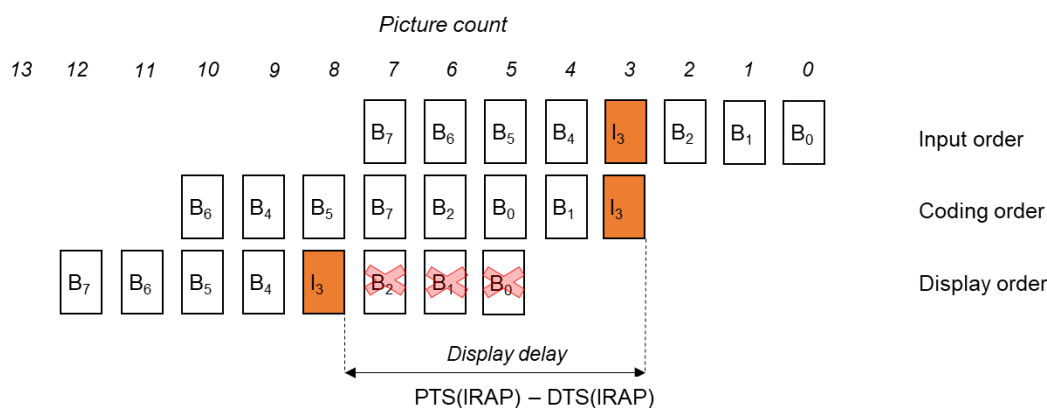 Picture count
13 12 11 10 9 8 7 6 5 4 3 2 1 0
B₇ B₆ B₅ B₄ I₃ B₂ B₁ B₀ Input order
B₆ B₄ B₅ B₇ B₂ B₀ B₁ I₃ Coding order
B₇ B₆ B₅ B₄ I₃ B₂ B₁ B₀ Display order
Display delay
PTS(IRAP) – DTS(IRAP)